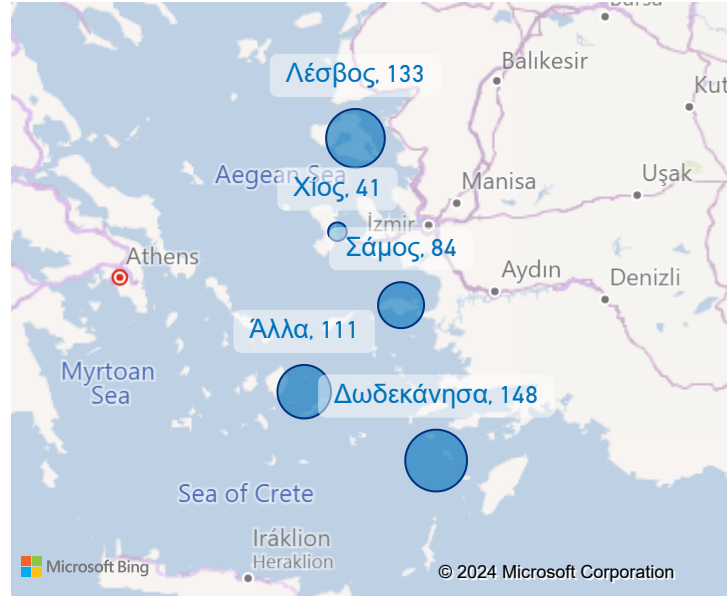 Bursa
Λέσβος, 133
Balıkesir
Kut
Aegean Sea
Χίος, 41
Manisa
Uşak
İzmir
Σάμος, 84
Athens
Aydın
Denizli
Άλλα, 111
Myrtoan
Sea
Δωδεκάνησα, 148
Sea of Crete
Iráklion
Heraklion
Microsoft Bing
© 2024 Microsoft Corporation